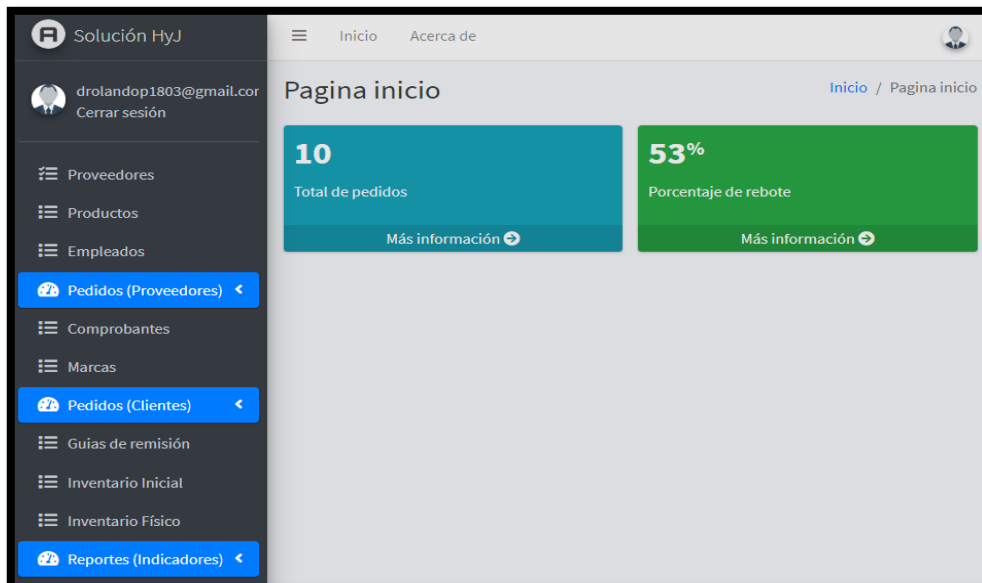 Solución HyJ
drolandop1803@gmail.cor
Cerrar sesión
Proveedores
Productos
Empleados
Pedidos (Proveedores)
Comprobantes
Marcas
Pedidos (Clientes)
Guias de remisión
Inventario Inicial
Inventario Físico
Reportes (Indicadores)
Inicio Acerca de
Pagina inicio
Inicio / Pagina inicio
10
Total de pedidos
Más información
53%
Porcentaje de rebote
Más información